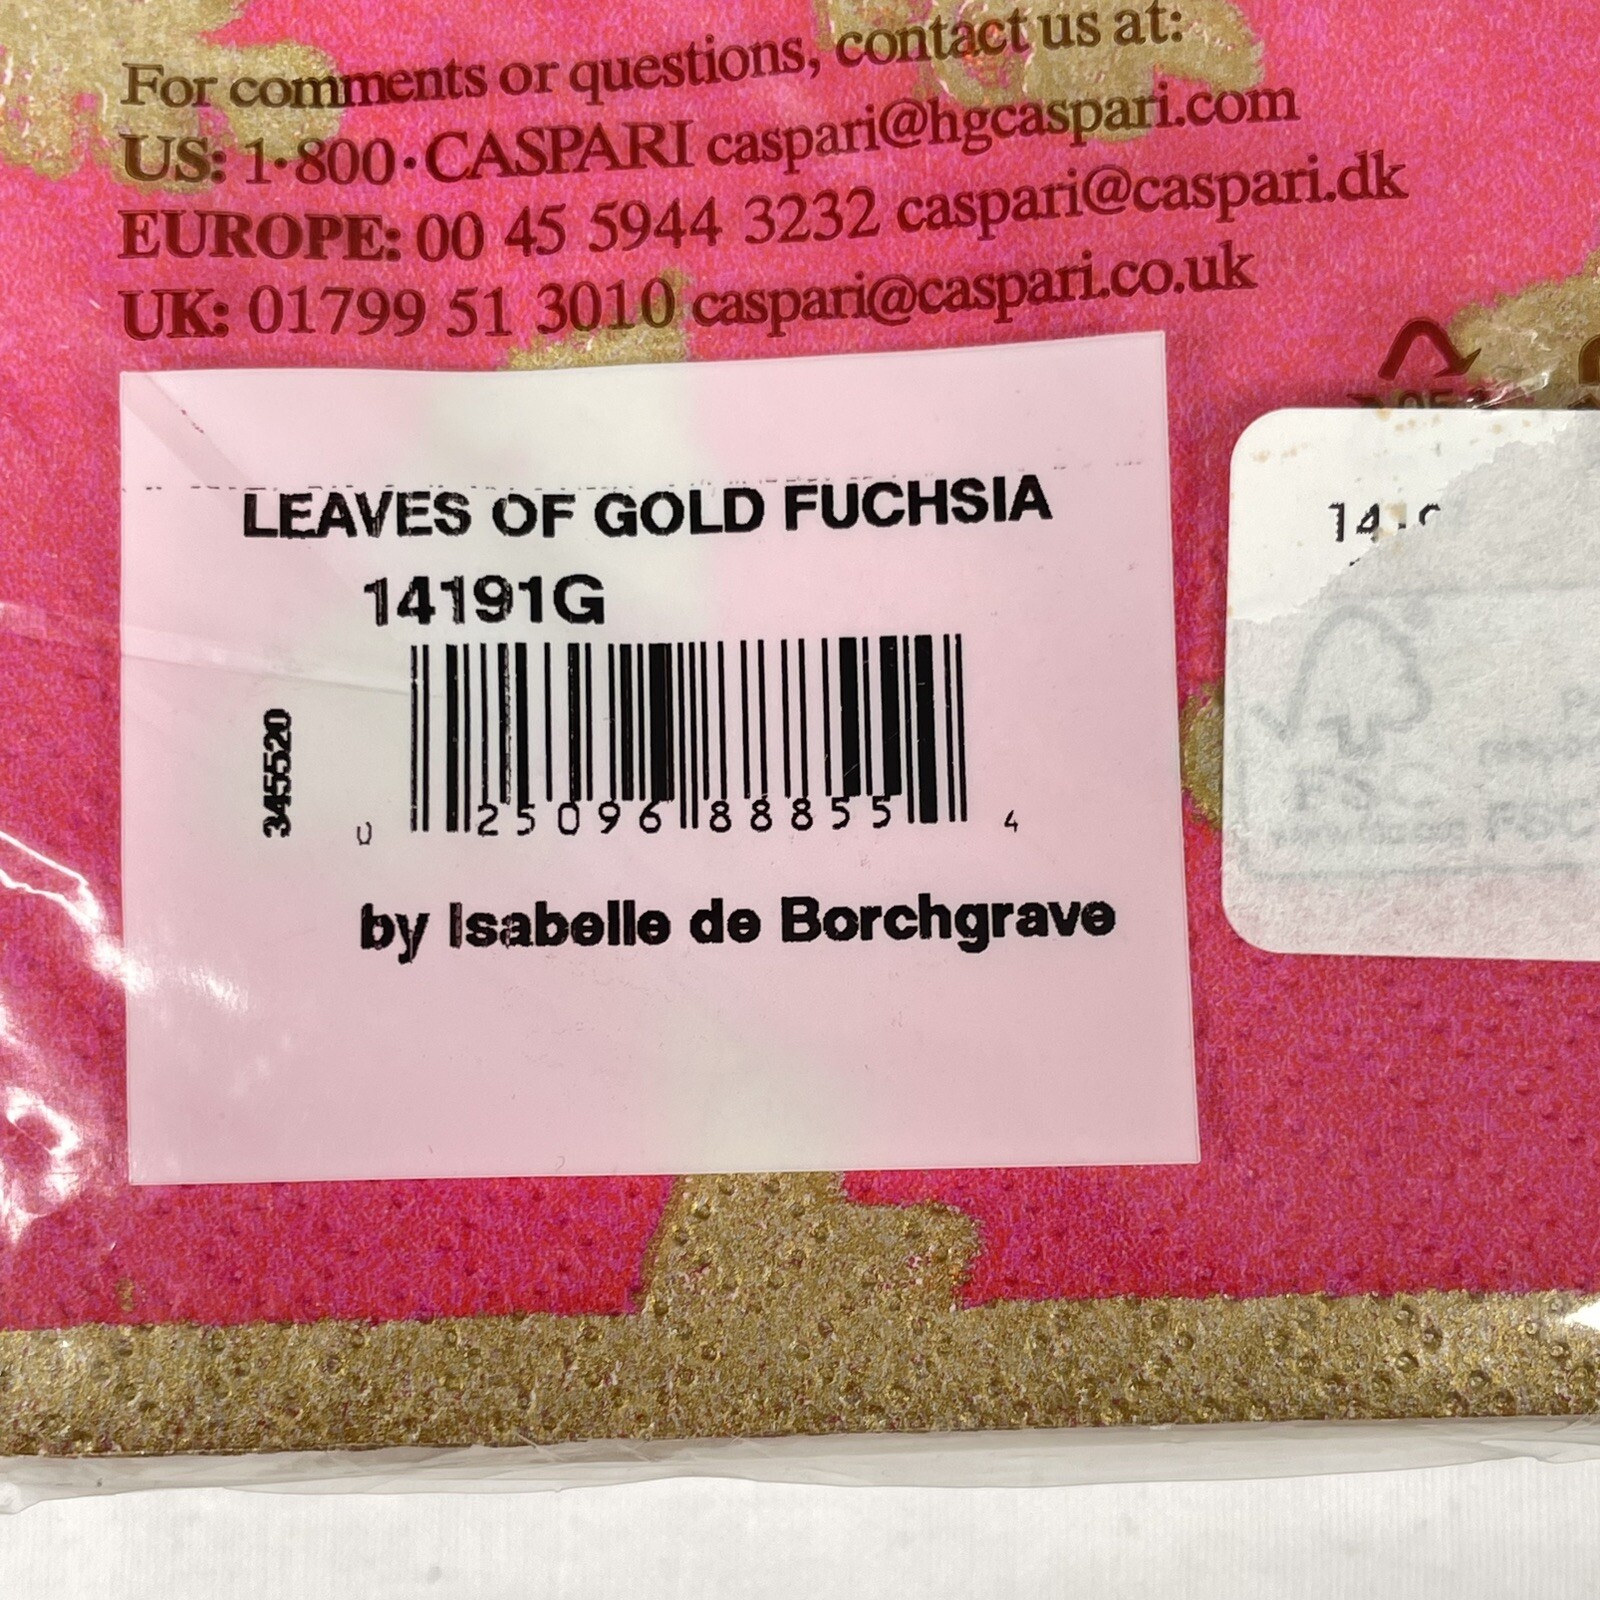 For comments or questions, contact us at:
US: 1·800·CASPARI caspari@hgcaspari.com
EUROPE: 00 45 5944 3232 caspari@caspari.dk
UK: 01799 51 3010 caspari@caspari.co.uk
LEAVES OF GOLD FUCHSIA
14191G
345520
0 25096 88855 4
by Isabelle de Borchgrave